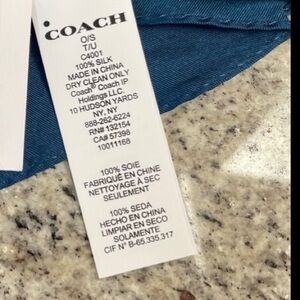 COACH
O/S
T/U
C4001
100% SILK
MADE IN CHINA
DRY CLEAN ONLY
Coach® Coach IP
Holdings LLC.
10 HUDSON YARDS
NY, NY
888-262-6224
RN# 132154
CA# 57398
10011168
100% SOIE
FABRIQUÉ EN CHINE
NETTOYAGE À SEC
SEULEMENT
100% SEDA
HECHO EN CHINA
LIMPIAR EN SECO
SOLAMENTE
CIF N° B-65.335.317